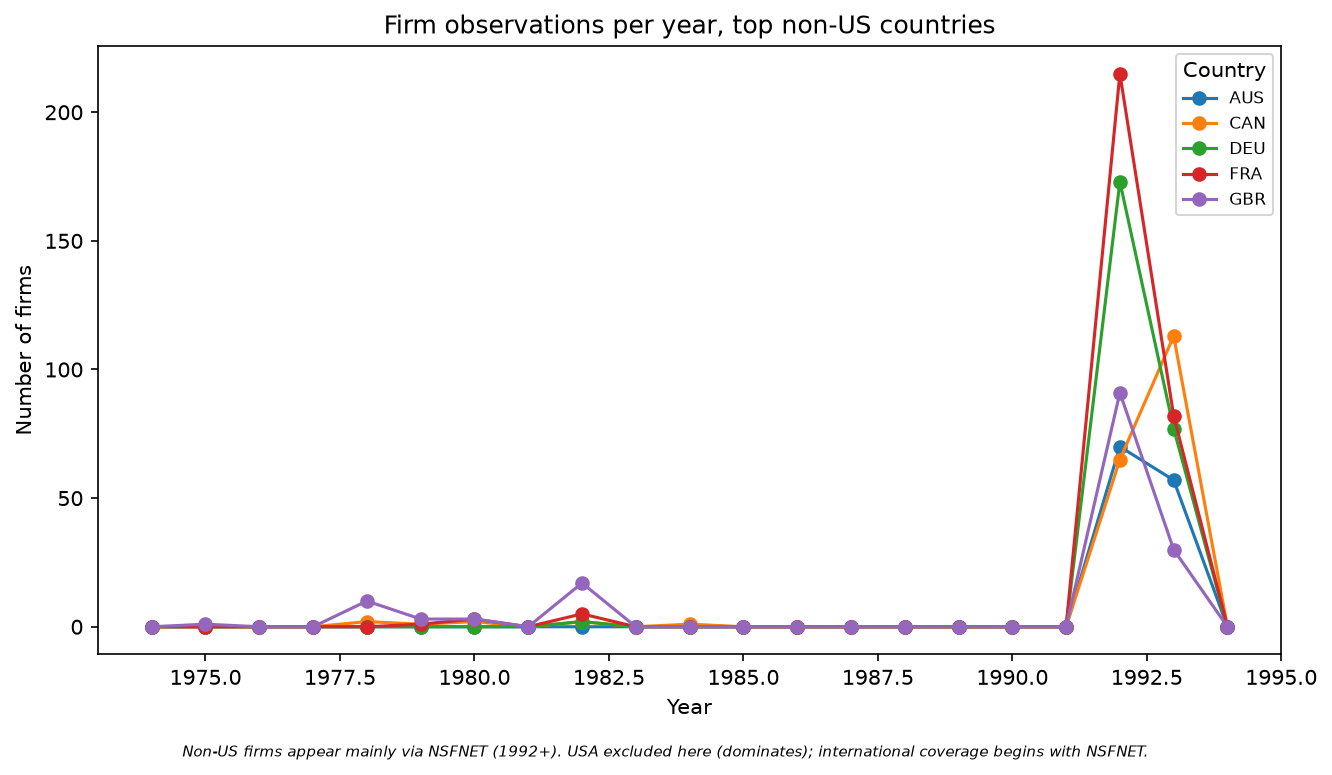 Firm observations per year, top non-US countries
Country
AUS
CAN
DEU
FRA
GBR
Number of firms
200
150
100
50
0
1975.0 1977.5 1980.0 1982.5 1985.0 1987.5 1990.0 1992.5 1995.0
Year
Non-US firms appear mainly via NSFNET (1992+). USA excluded here (dominates); international coverage begins with NSFNET.